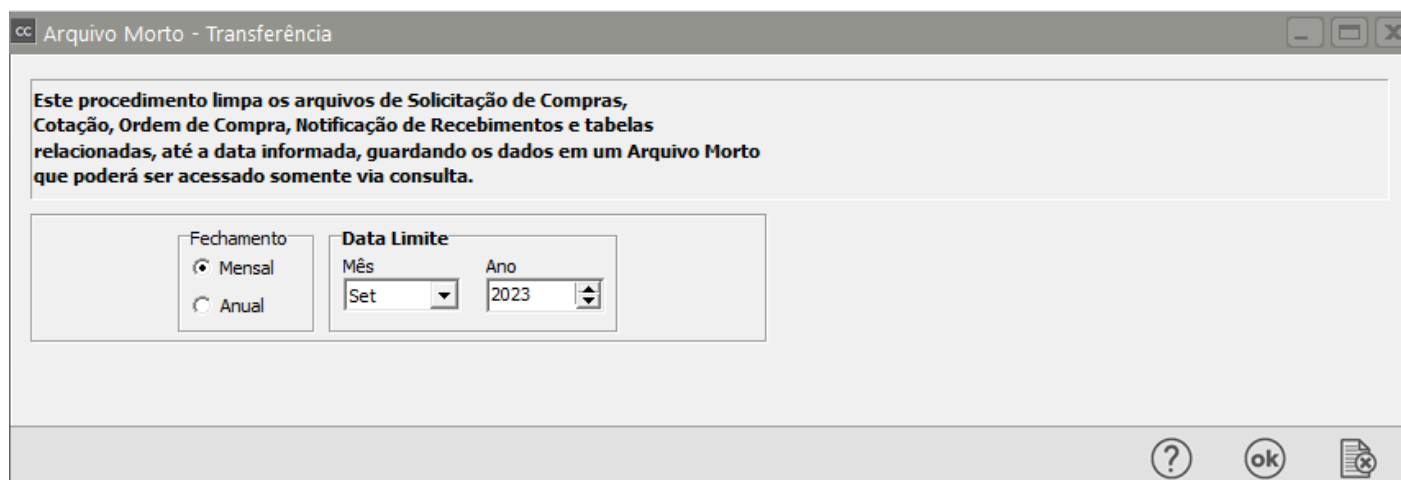 cc Arquivo Morto - Transferência
Este procedimento limpa os arquivos de Solicitação de Compras,
Cotação, Ordem de Compra, Notificação de Recebimentos e tabelas
relacionadas, até a data informada, guardando os dados em um Arquivo Morto
que poderá ser acessado somente via consulta.
Fechamento
Mensal
Anual
Data Limite
Mês
Ano
Set
2023
?
ok